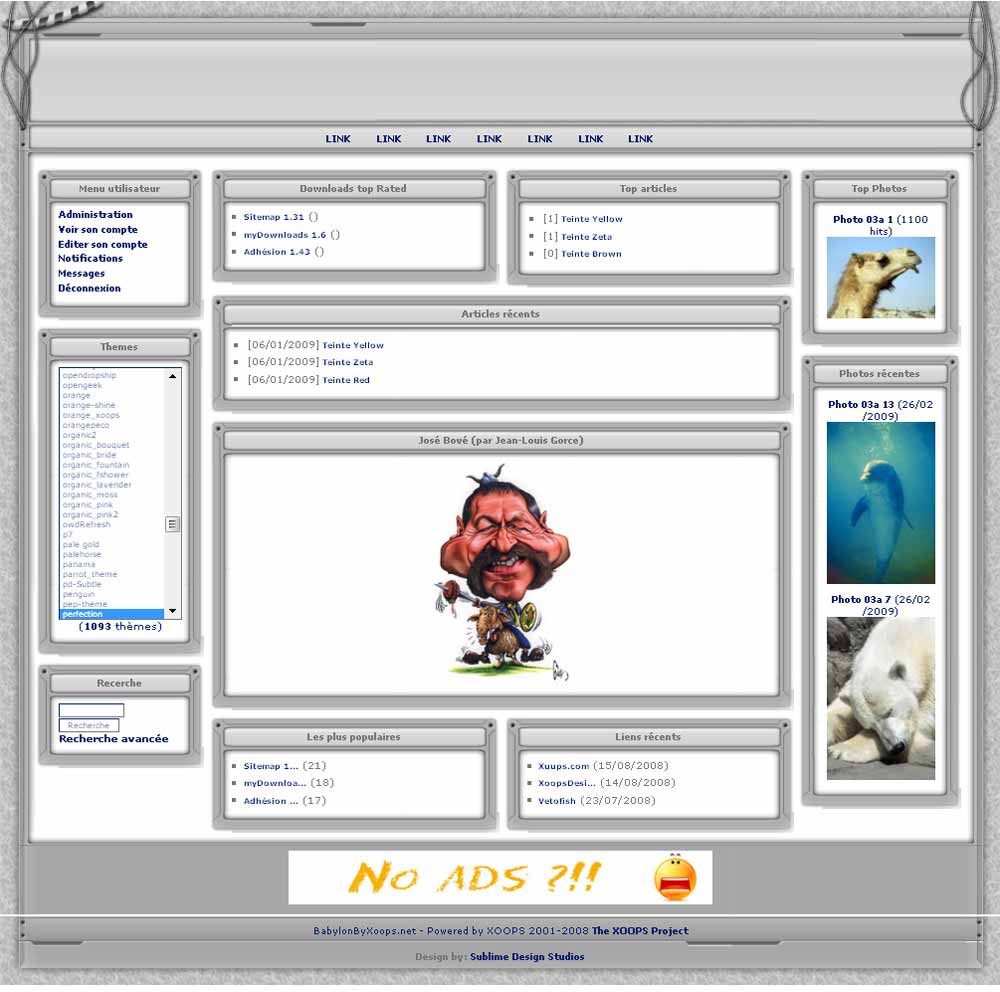 LINK LINK LINK LINK LINK LINK LINK
Menu utilisateur
Administration
Voir son compte
Editer son compte
Notifications
Messages
Déconnexion
Themes
opendropship
opengeek
orange
orange-shine
orange_xoops
orangepeco
organic2
organic_bouquet
organic_bride
organic_fountain
organic_fshower
organic_lavender
organic_moss
organic_pink
organic_pink2
owdRefresh
p7
pale gold
palehorse
panama
parrot_theme
pd-Subtle
penguin
pep-theme
perfection
(1093 thèmes)
Recerche
Recherche
Recherche avancée
Downloads top Rated
Sitemap 1.31 ()
myDownloads 1.6 ()
Adhésion 1.43 ()
Top articles
[1] Teinte Yellow
[1] Teinte Zeta
[0] Teinte Brown
Articles récents
[06/01/2009] Teinte Yellow
[06/01/2009] Teinte Zeta
[06/01/2009] Teinte Red
José Bové (par Jean-Louis Gorce)
Les plus populaires
Sitemap 1... (21)
myDownloa... (18)
Adhésion ... (17)
Liens récents
Xuups.com (15/08/2008)
XoopsDesi... (14/08/2008)
Vetofish (23/07/2008)
Top Photos
Photo 03a 1 (1100
hits)
Photos récentes
Photo 03a 13 (26/02
/2009)
Photo 03a 7 (26/02
/2009)
No ADS ?!!
BabylonByXoops.net - Powered by XOOPS 2001-2008 The XOOPS Project
Design by: Sublime Design Studios